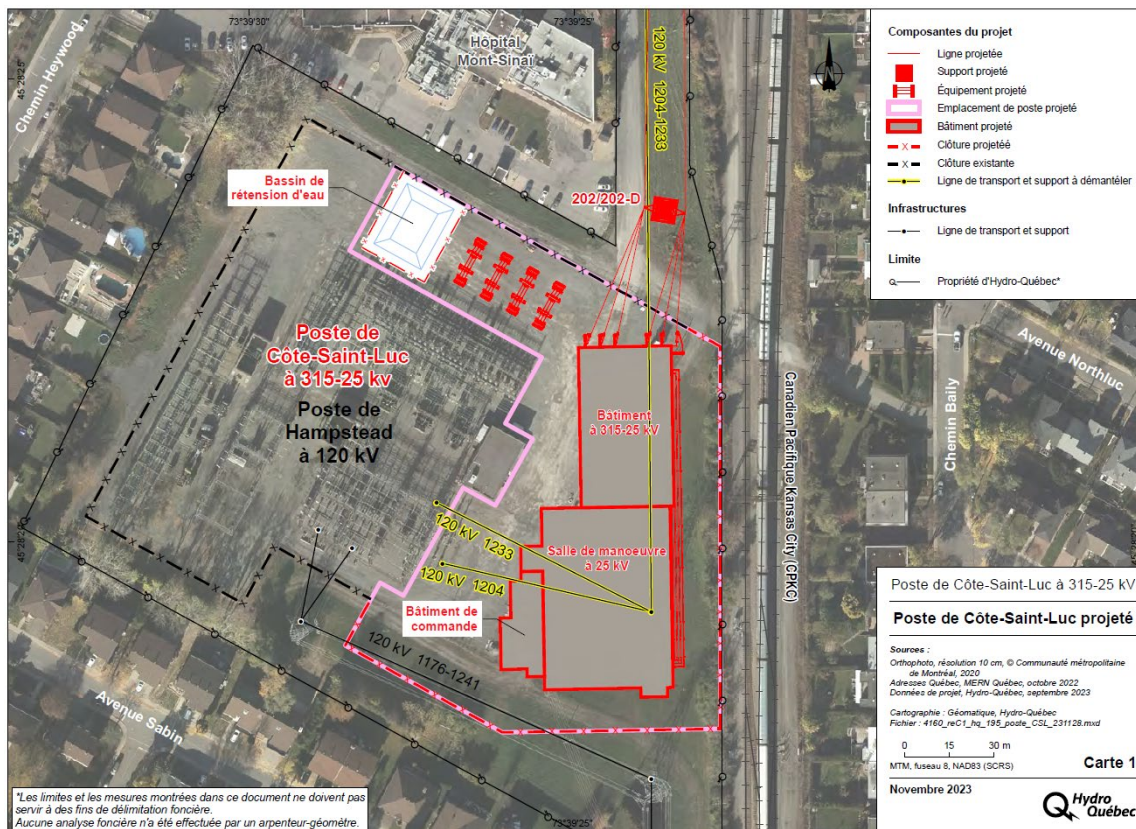 73°39'30"
73°39'25"
45°28'25"
Chemin Heywood
Hôpital
Mont-Sinaï
120 kV 1204-1233
Bassin de
rétention d'eau
202/202-D
Poste de
Côte-Saint-Luc
à 315-25 kv
Poste de
Hampstead
à 120 kV
Bâtiment
à 315-25 kV
Canadien Pacifique Kansas City (CPKC)
Chemin Baily
Avenue Northluc
45°28'20"
120 kV 1233
Salle de manoeuvre
à 25 kV
120 kV 1204
Bâtiment de
commande
120 kV 1176-1241
Avenue Sabin
73°39'25"
*Les limites et les mesures montrées dans ce document ne doivent pas
servir à des fins de délimitation foncière.
Aucune analyse foncière n'a été effectuée par un arpenteur-géomètre.
Composantes du projet
Ligne projetée
Support projeté
Équipement projeté
Emplacement de poste projeté
Bâtiment projeté
Clôture projetéé
Clôture existante
Ligne de transport et support à démanteler
Infrastructures
Ligne de transport et support
Limite
Propriété d'Hydro-Québec*
Poste de Côte-Saint-Luc à 315-25 kV
Poste de Côte-Saint-Luc projeté
Sources :
Orthophoto, résolution 10 cm, © Communauté métropolitaine
de Montréal, 2020
Adresses Québec, MERN Québec, octobre 2022
Données de projet, Hydro-Québec, septembre 2023
Cartographie : Géomatique, Hydro-Québec
Fichier : 4160_reC1_hq_195_poste_CSL_231128.mxd
0 15 30 m
MTM, fuseau 8, NAD83 (SCRS)
Carte 1
Novembre 2023
Hydro
Québec